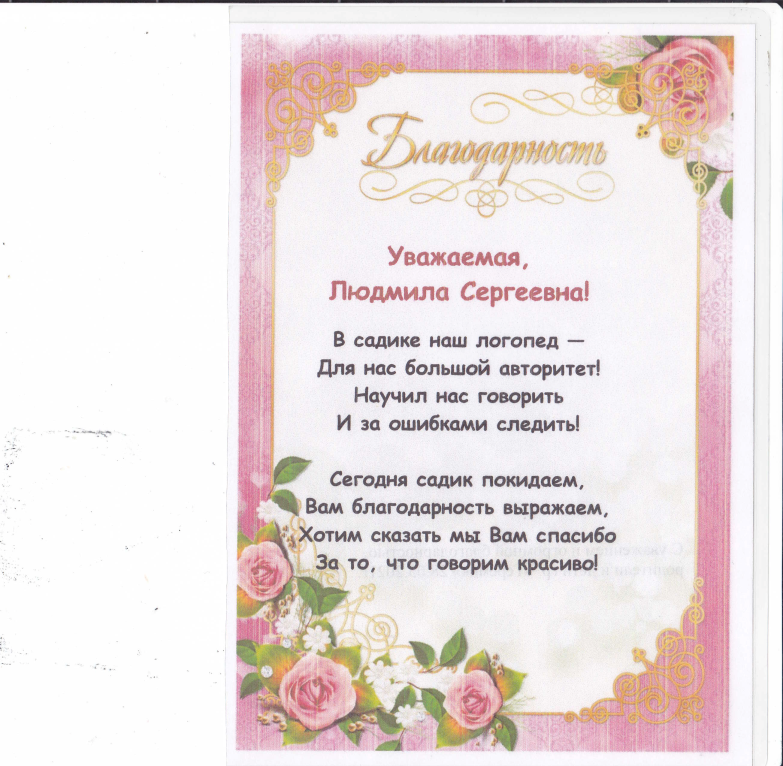 Благодарность
Уважаемая,
Людмила Сергеевна!
В садике наш логопед —
Для нас большой авторитет!
Научил нас говорить
И за ошибками следить!
Сегодня садик покидаем,
Вам благодарность выражаем,
Хотим сказать мы Вам спасибо
За то, что говорим красиво!